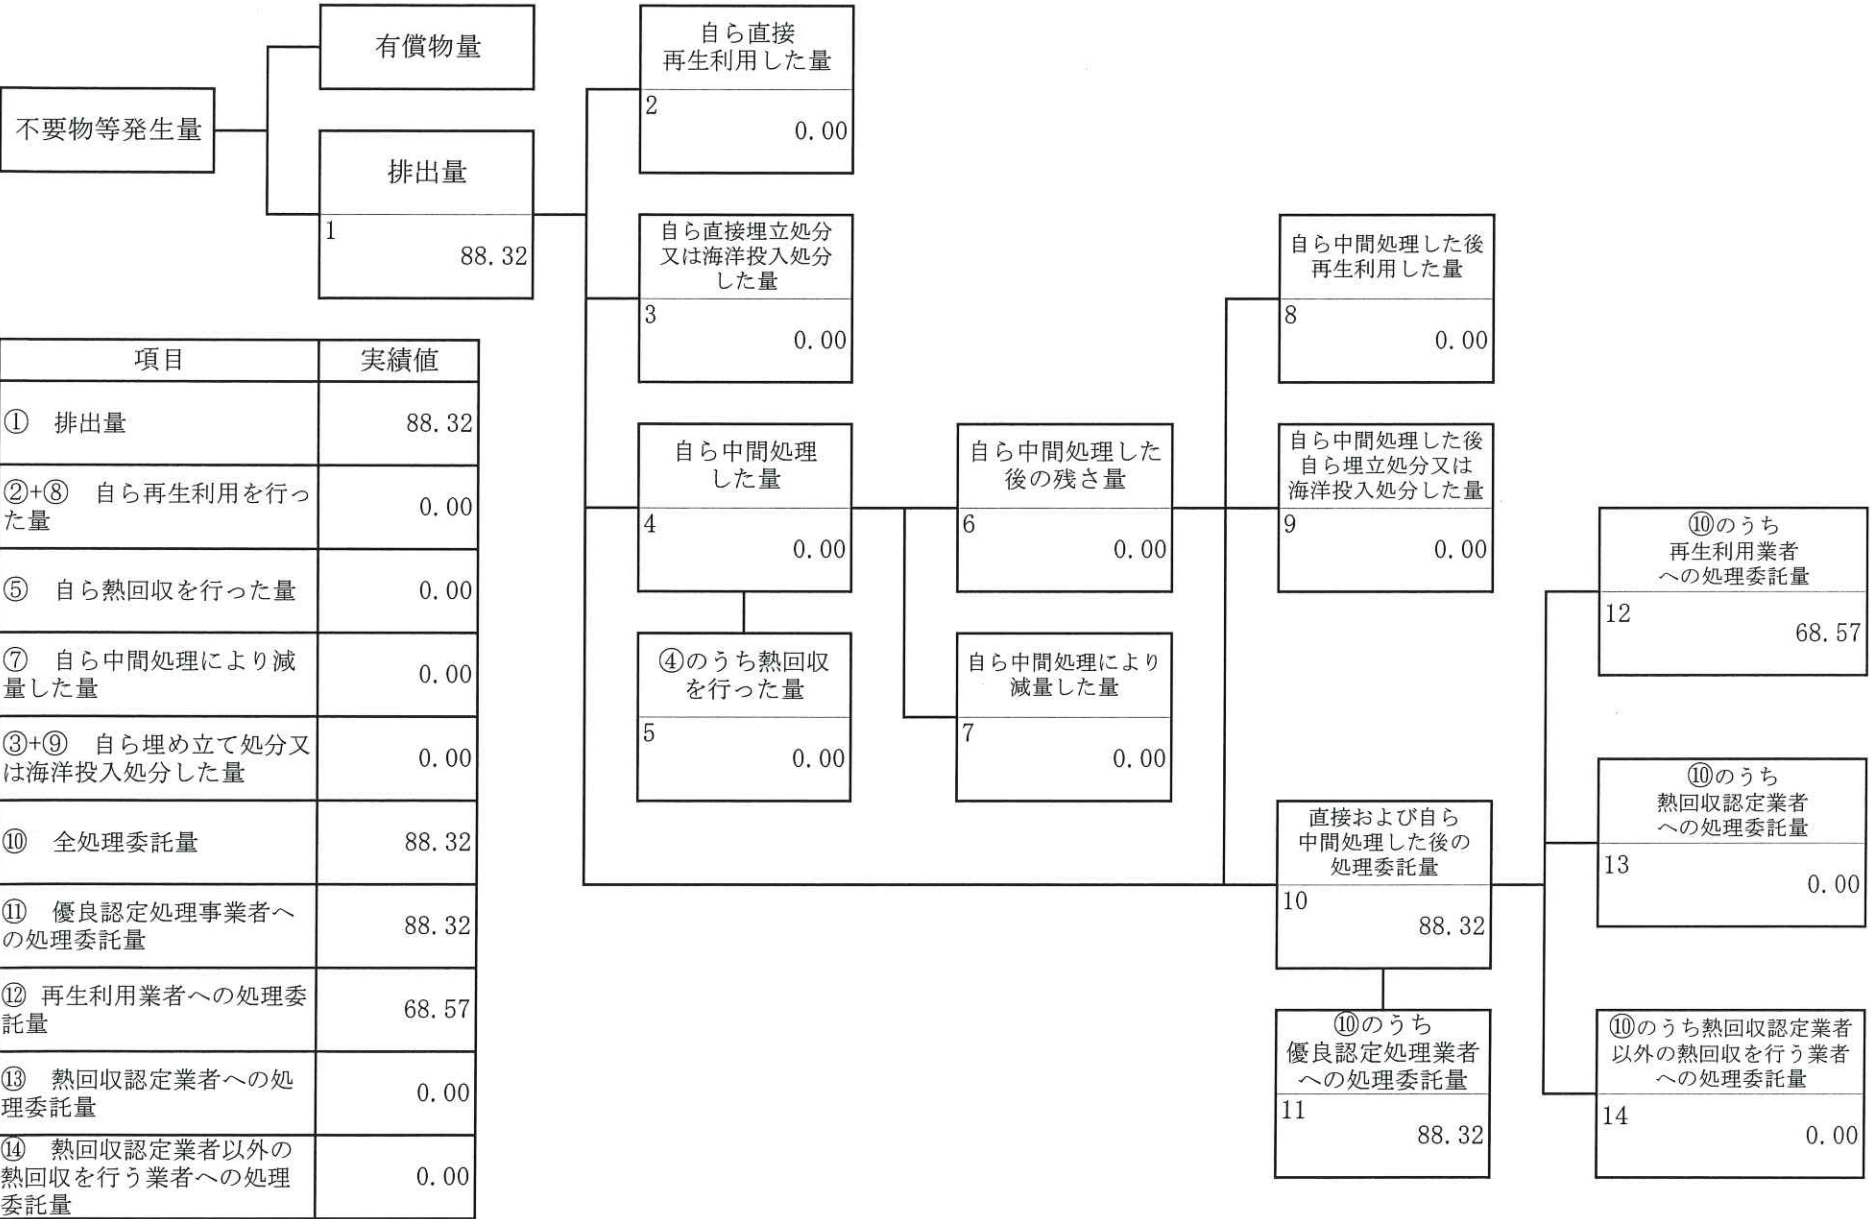 不要物等発生量
有償物量
排出量
1
88.32
自ら直接
再生利用した量
2
0.00
自ら直接埋立処分
又は海洋投入処分
した量
3
0.00
自ら中間処理
した量
4
0.00
④のうち熱回収
を行った量
5
0.00
自ら中間処理した
後の残さ量
6
0.00
自ら中間処理により
減量した量
7
0.00
自ら中間処理した後
再生利用した量
8
0.00
自ら中間処理した後
自ら埋立処分又は
海洋投入処分した量
9
0.00
直接および自ら
中間処理した後の
処理委託量
10
88.32
⑩のうち
優良認定処理業者
への処理委託量
11
88.32
⑩のうち
再生利用業者
への処理委託量
12
68.57
⑩のうち
熱回収認定業者
への処理委託量
13
0.00
⑩のうち熱回収認定業者
以外の熱回収を行う業者
への処理委託量
14
0.00
項目 実績値
① 排出量 88.32
②+⑧ 自ら再生利用を行っ
た量 0.00
⑤ 自ら熱回収を行った量 0.00
⑦ 自ら中間処理により減
量した量 0.00
③+⑨ 自ら埋め立て処分又
は海洋投入処分した量 0.00
⑩ 全処理委託量 88.32
⑪ 優良認定処理事業者へ
の処理委託量 88.32
⑫ 再生利用業者への処理委
託量 68.57
⑬ 熱回収認定業者への処
理委託量 0.00
⑭ 熱回収認定業者以外の
熱回収を行う業者への処理
委託量 0.00